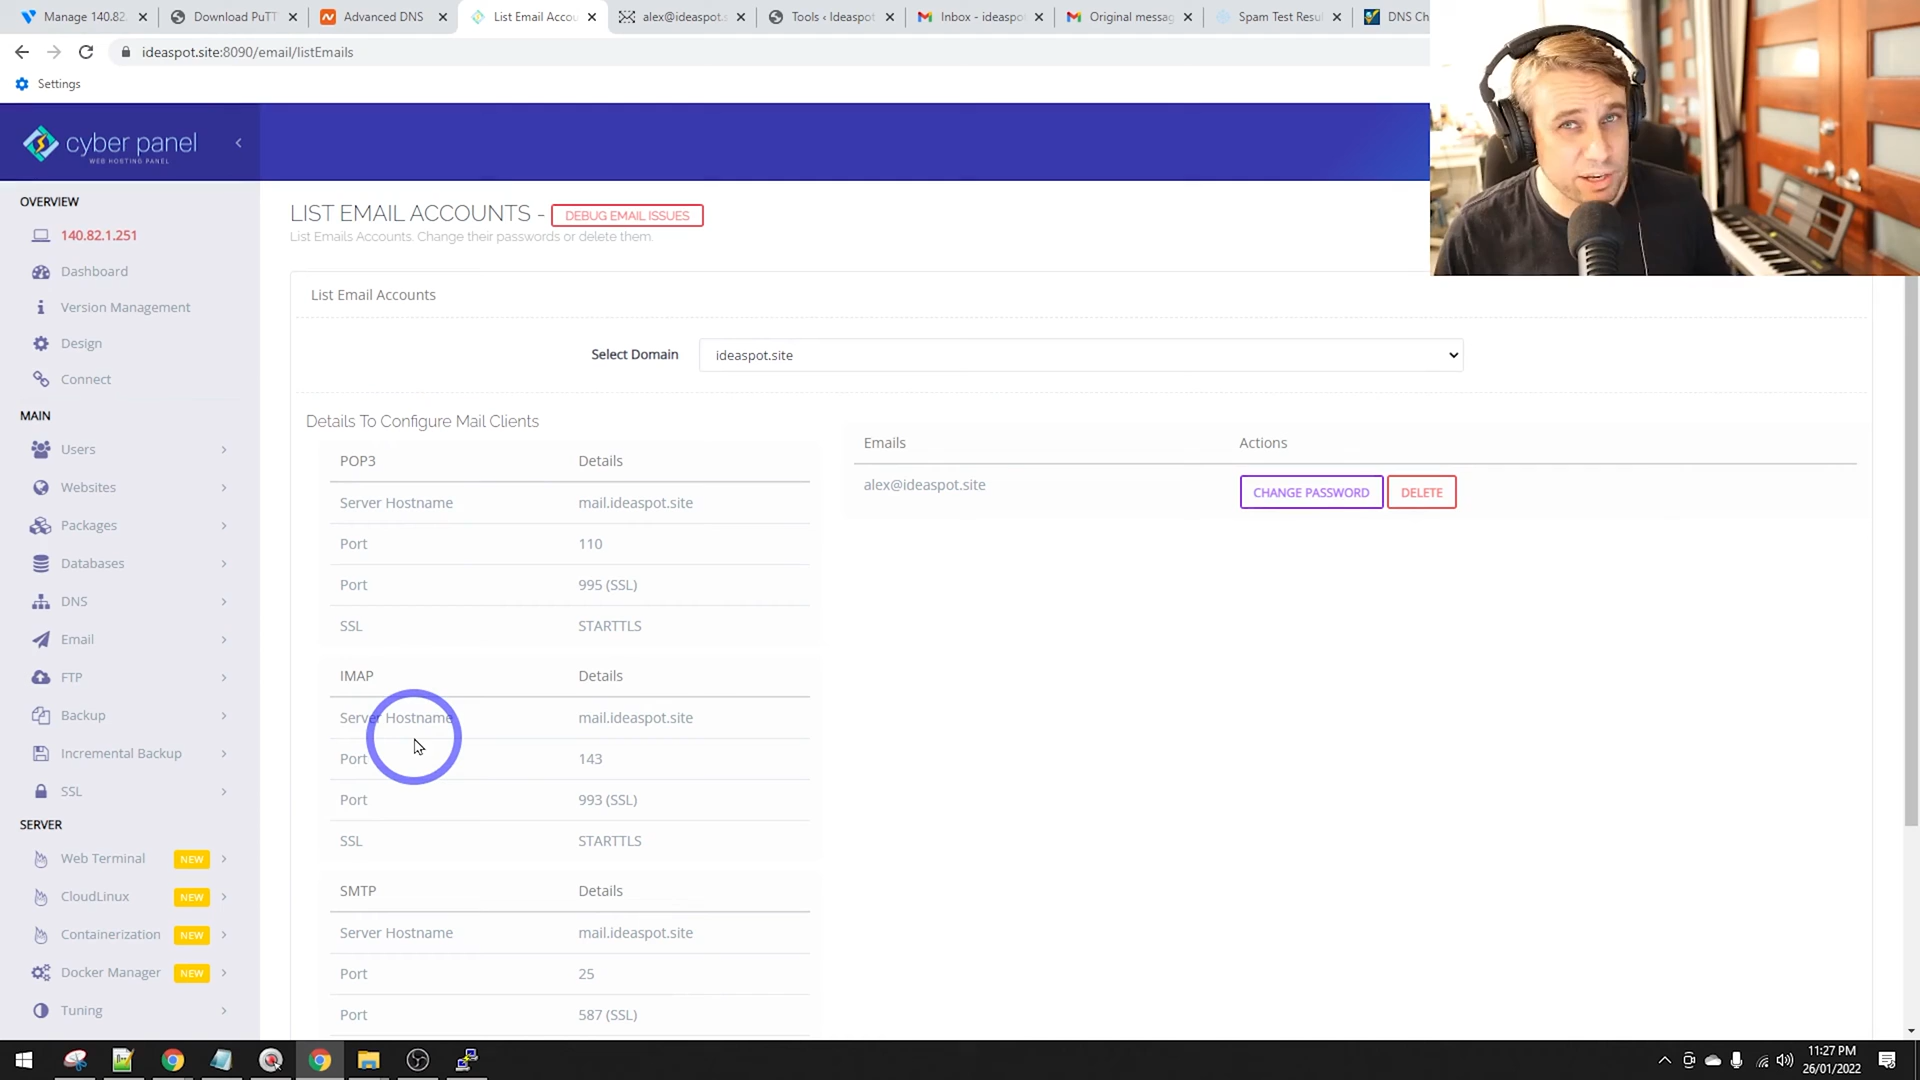 Manage 140.82.
Download PuTT
Advanced DNS
List Email Accou
alex@ideaspot.s
Tools ‹ Ideaspot
Inbox - ideaspo
Original messag
Spam Test Resu
DNS Ch
ideaspot.site:8090/email/listEmails
Settings
cyber panel
WEB HOSTING PANEL
OVERVIEW
140.82.1.251
Dashboard
Version Management
Design
Connect
MAIN
Users
Websites
Packages
Databases
DNS
Email
FTP
Backup
Incremental Backup
SSL
SERVER
Web Terminal NEW
CloudLinux NEW
Containerization NEW
Docker Manager NEW
Tuning
LIST EMAIL ACCOUNTS - DEBUG EMAIL ISSUES
List Emails Accounts. Change their passwords or delete them.
List Email Accounts
Select Domain ideaspot.site
Details To Configure Mail Clients
POP3 Details
Server Hostname mail.ideaspot.site
Port 110
Port 995 (SSL)
SSL STARTTLS
IMAP Details
Server Hostname mail.ideaspot.site
Port 143
Port 993 (SSL)
SSL STARTTLS
SMTP Details
Server Hostname mail.ideaspot.site
Port 25
Port 587 (SSL)
Emails Actions
alex@ideaspot.site CHANGE PASSWORD DELETE
11:27 PM
26/01/2022